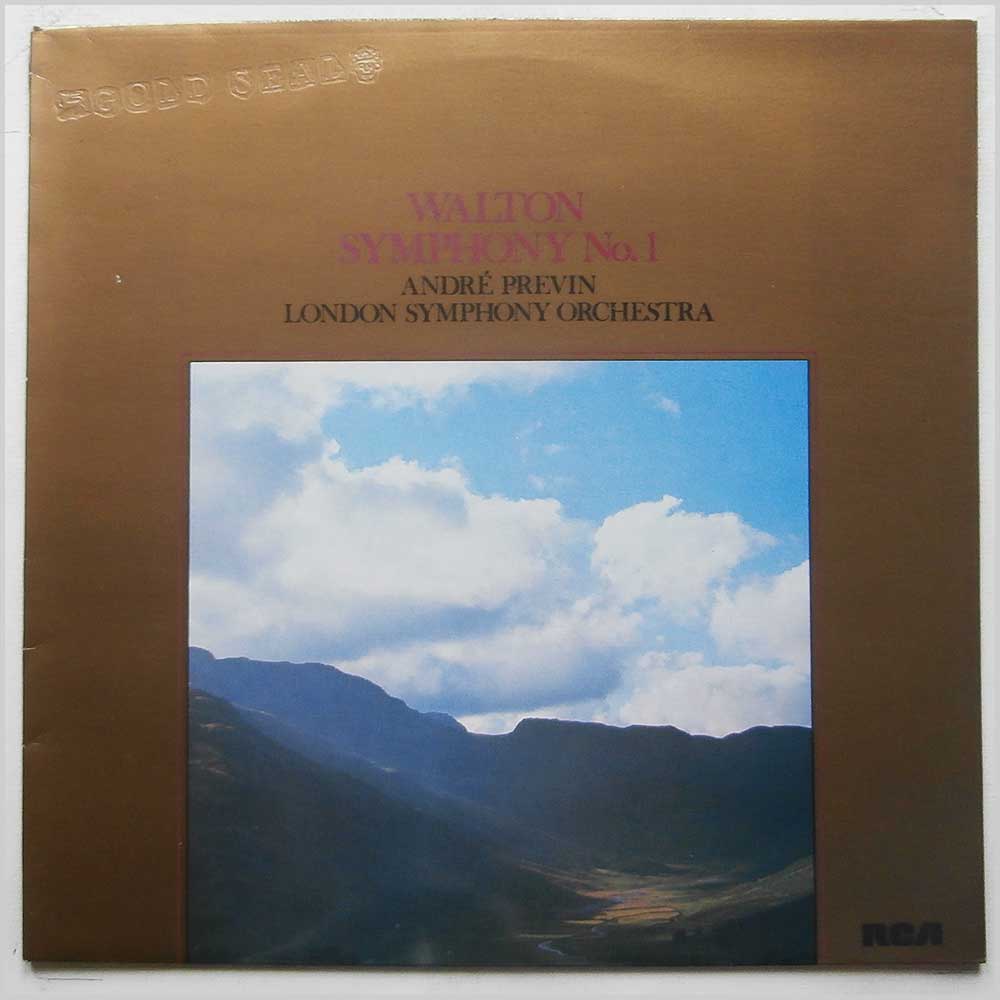 GOLD SEAL
WALTON
SYMPHONY No. 1
ANDRÉ PREVIN
LONDON SYMPHONY ORCHESTRA
RCA